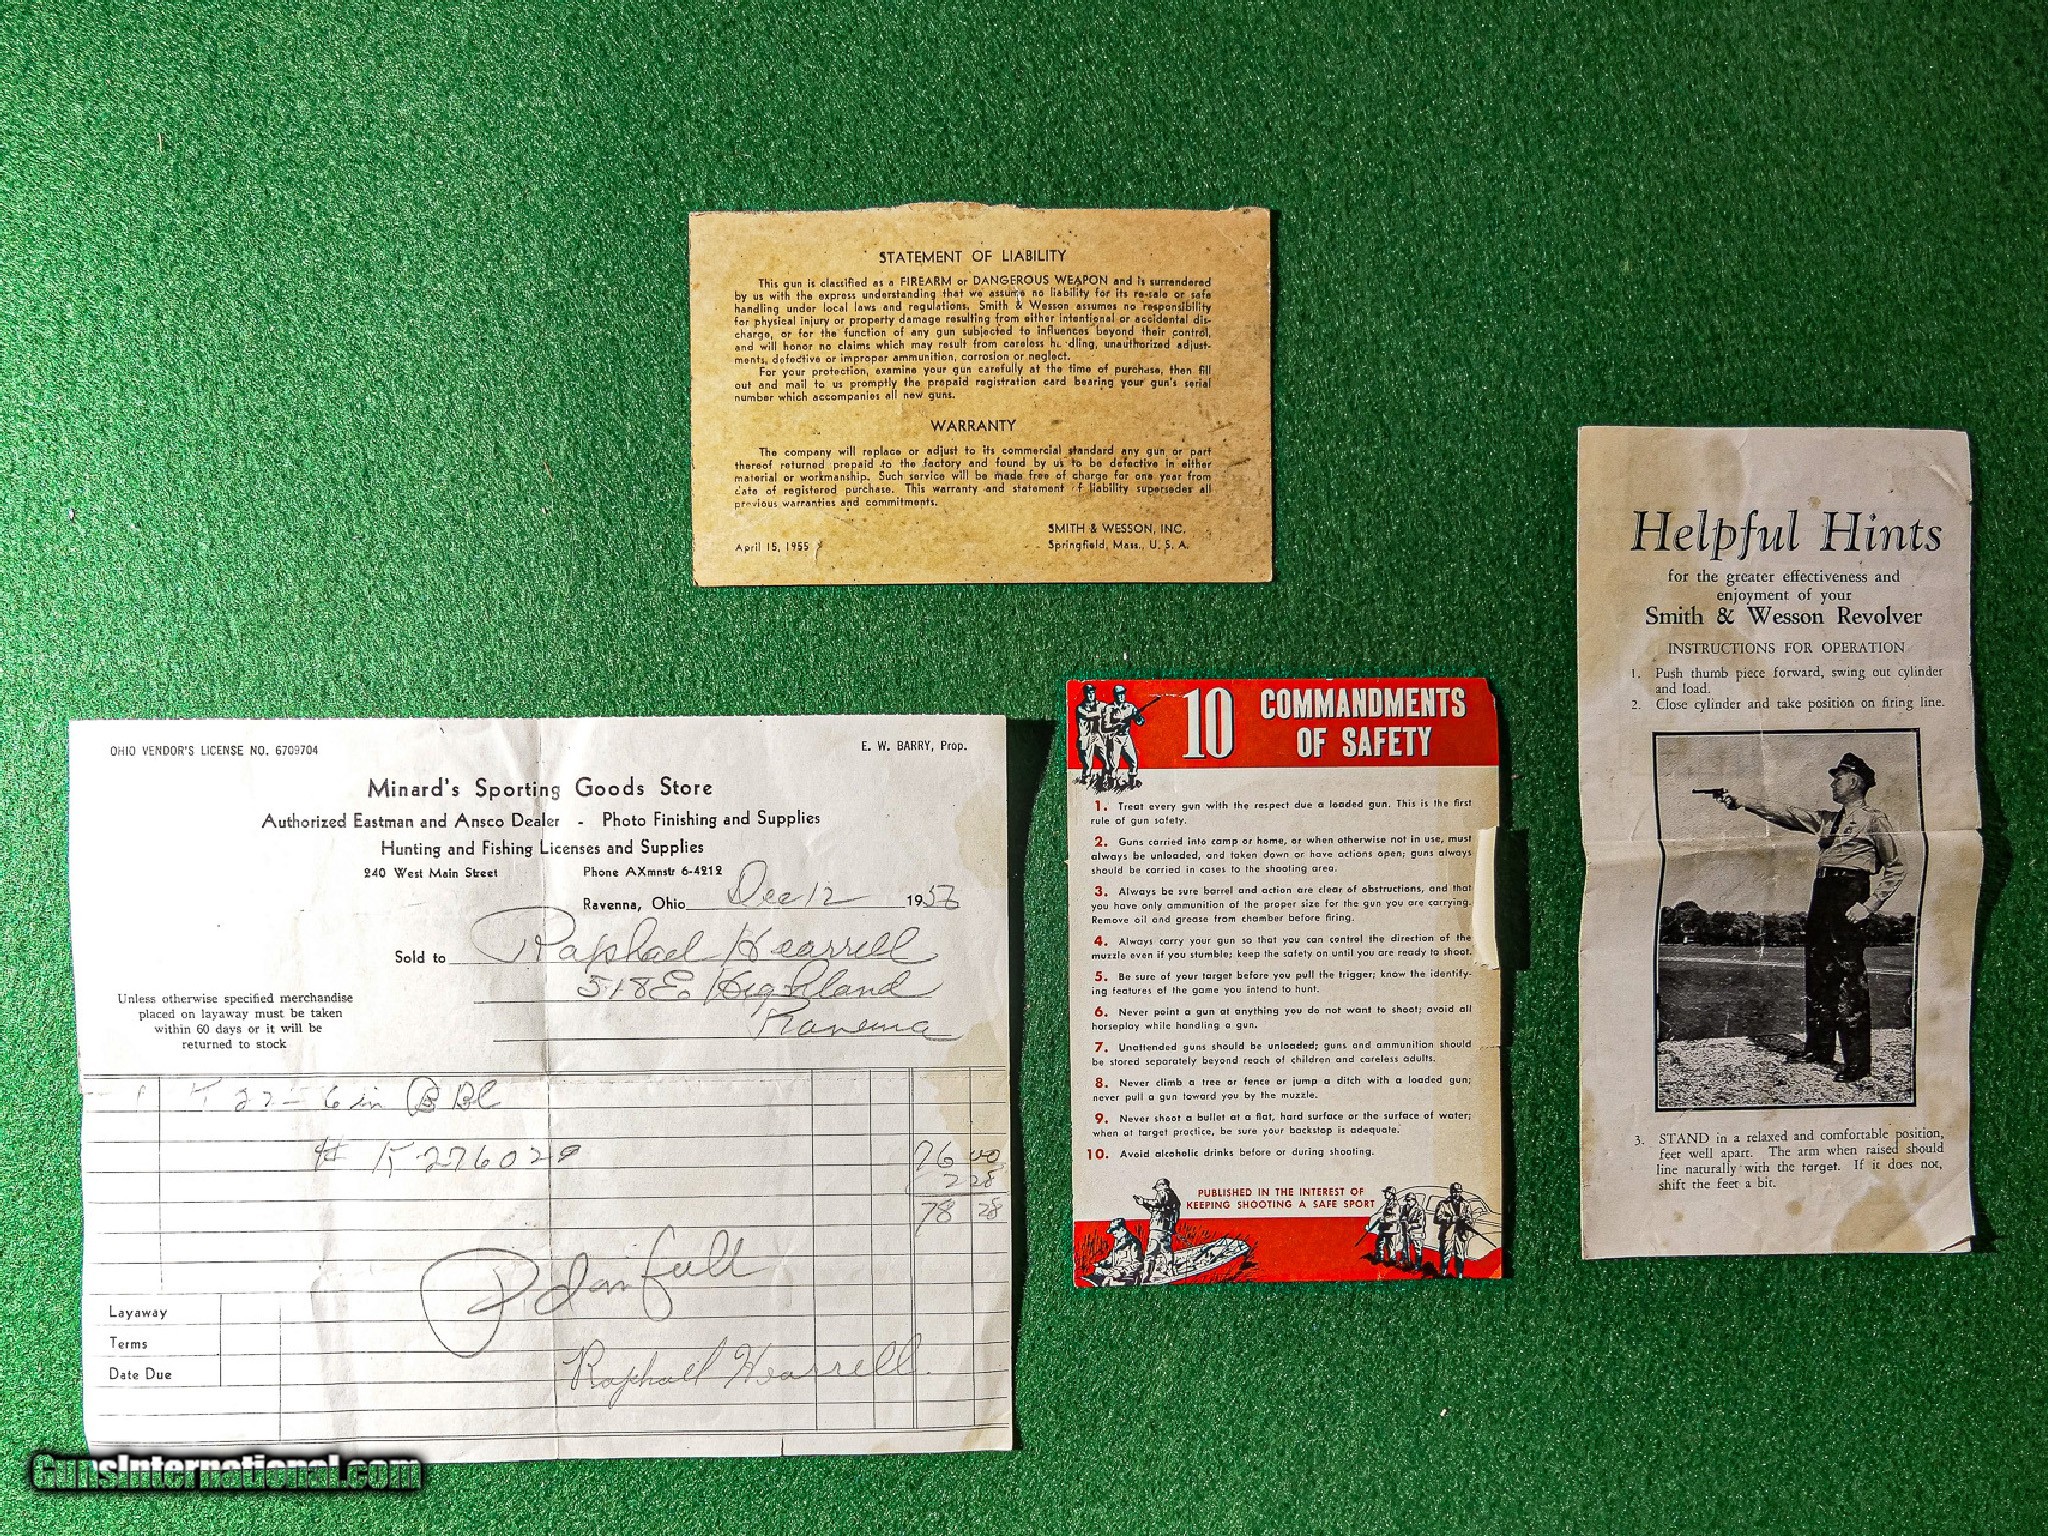 STATEMENT OF LIABILITY
This gun is classified as a FIREARM or DANGEROUS WEAPON and is surrendered
by us with the express understanding that we assume no liability for its re-sale or safe
handling under local laws and regulations. Smith & Wesson assumes no responsibility
for physical injury or property damage resulting from either intentional or accidental dis-
charge, or for the function of any gun subjected to influences beyond their control,
and will honor no claims which may result from careless h dling, unauthorized adjust-
ments, defective or improper ammunition, corrosion or neglect.
For your protection, examine your gun carefully at the time of purchase, then fill
out and mail to us promptly the prepaid registration card bearing your gun's serial
number which accompanies all new guns.
WARRANTY
The company will replace or adjust to its commercial standard any gun or part
thereof returned prepaid to the factory and found by us to be defective in either
material or workmanship. Such service will be made free of charge for one year from
date of registered purchase. This warranty and statement of liability supersedes all
previous warranties and commitments.
SMITH & WESSON, INC.
April 15, 1955 Springfield, Mass., U. S. A.
Helpful Hints
for the greater effectiveness and
enjoyment of your
Smith & Wesson Revolver
INSTRUCTIONS FOR OPERATION
1. Push thumb piece forward, swing out cylinder
and load.
2. Close cylinder and take position on firing line.
3. STAND in a relaxed and comfortable position,
feet well apart. The arm when raised should
line naturally with the target. If it does not,
shift the feet a bit.
10 COMMANDMENTS
OF SAFETY
1. Treat every gun with the respect due a loaded gun. This is the first
rule of gun safety.
2. Guns carried into camp or home, or when otherwise not in use, must
always be unloaded, and taken down or have actions open; guns always
should be carried in cases to the shooting area.
3. Always be sure barrel and action are clear of obstructions, and that
you have only ammunition of the proper size for the gun you are carrying.
Remove oil and grease from chamber before firing.
4. Always carry your gun so that you can control the direction of the
muzzle even if you stumble; keep the safety on until you are ready to shoot.
5. Be sure of your target before you pull the trigger; know the identify-
ing features of the game you intend to hunt.
6. Never point a gun at anything you do not want to shoot; avoid all
horseplay while handling a gun.
7. Unattended guns should be unloaded; guns and ammunition should
be stored separately beyond reach of children and careless adults.
8. Never climb a tree or fence or jump a ditch with a loaded gun;
never pull a gun toward you by the muzzle.
9. Never shoot a bullet at a flat, hard surface or the surface of water;
when at target practice, be sure your backstop is adequate.
10. Avoid alcoholic drinks before or during shooting.
PUBLISHED IN THE INTEREST OF
KEEPING SHOOTING A SAFE SPORT
OHIO VENDOR'S LICENSE NO. 6709704 E. W. BARRY, Prop.
Minard's Sporting Goods Store
Authorized Eastman and Ansco Dealer - Photo Finishing and Supplies
Hunting and Fishing Licenses and Supplies
240 West Main Street Phone AXmnstr 6-4212
Ravenna, Ohio Dec 12 19
Sold to Raphael Hearrell
518 E. Highland
Ravenna
Unless otherwise specified merchandise
placed on layaway must be taken
within 60 days or it will be
returned to stock
1 K 22 - 6 in BBl
# K276020 76 00
2 28
78 28
Pd in full
Raphael Hearrell
Layaway
Terms
Date Due
GunsInternational.com